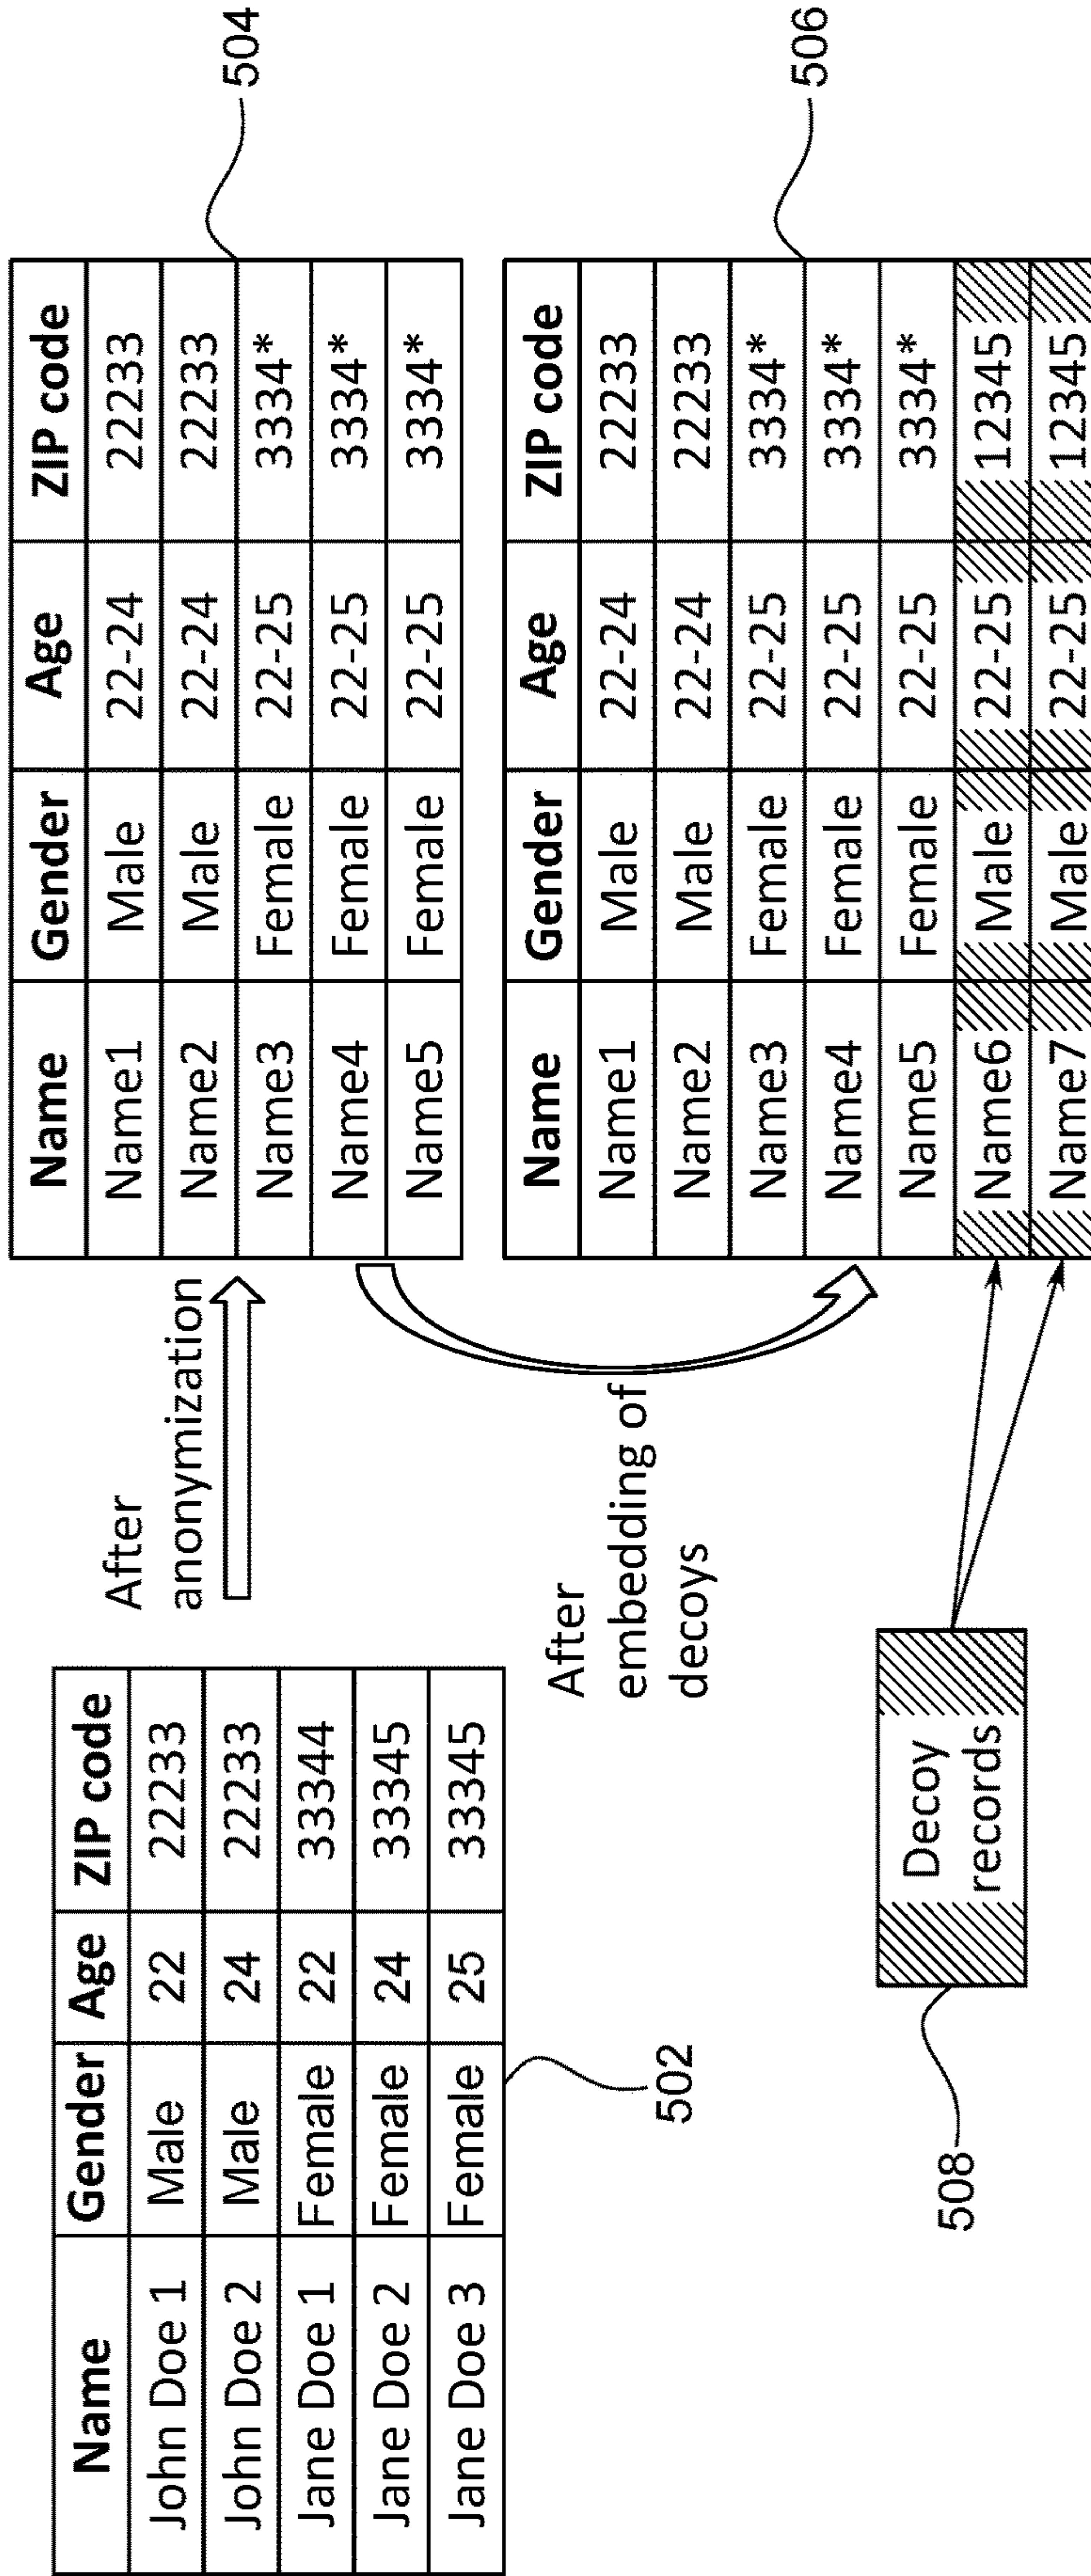 Name Gender Age ZIP code
John Doe 1 Male 22 22233
John Doe 2 Male 24 22233
Jane Doe 1 Female 22 33344
Jane Doe 2 Female 24 33345
Jane Doe 3 Female 25 33345
502
After
anonymization
Name Gender Age ZIP code
Name1 Male 22-24 22233
Name2 Male 22-24 22233
Name3 Female 22-25 3334*
Name4 Female 22-25 3334*
Name5 Female 22-25 3334*
504
After
embedding of
decoys
Name Gender Age ZIP code
Name1 Male 22-24 22233
Name2 Male 22-24 22233
Name3 Female 22-25 3334*
Name4 Female 22-25 3334*
Name5 Female 22-25 3334*
Name6 Male 22-25 12345
Name7 Male 22-25 12345
506
Decoy
records
508